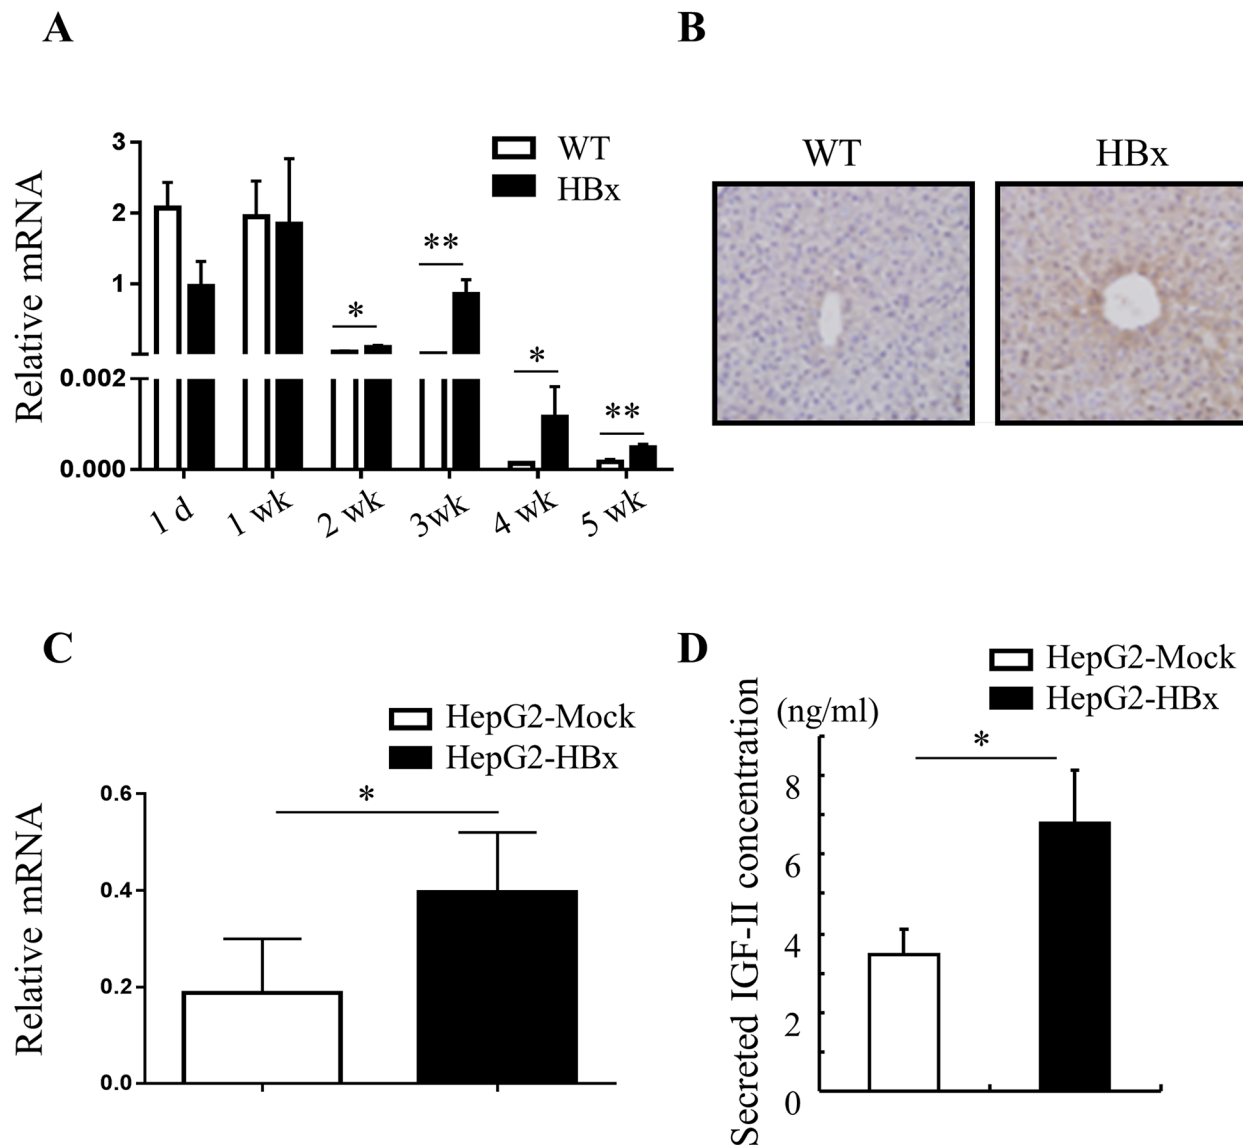 A
B
WT
HBx
WT
HBx
Relative mRNA
3
2
1
0.002
0.000
*
**
*
**
1 d
1 wk
2 wk
3wk
4 wk
5 wk
C
D
HepG2-Mock
HepG2-HBx
HepG2-Mock
HepG2-HBx
Relative mRNA
0.6
0.4
0.2
0.0
*
Secreted IGF-II concentration
(ng/ml)
8
6
4
2
0
*